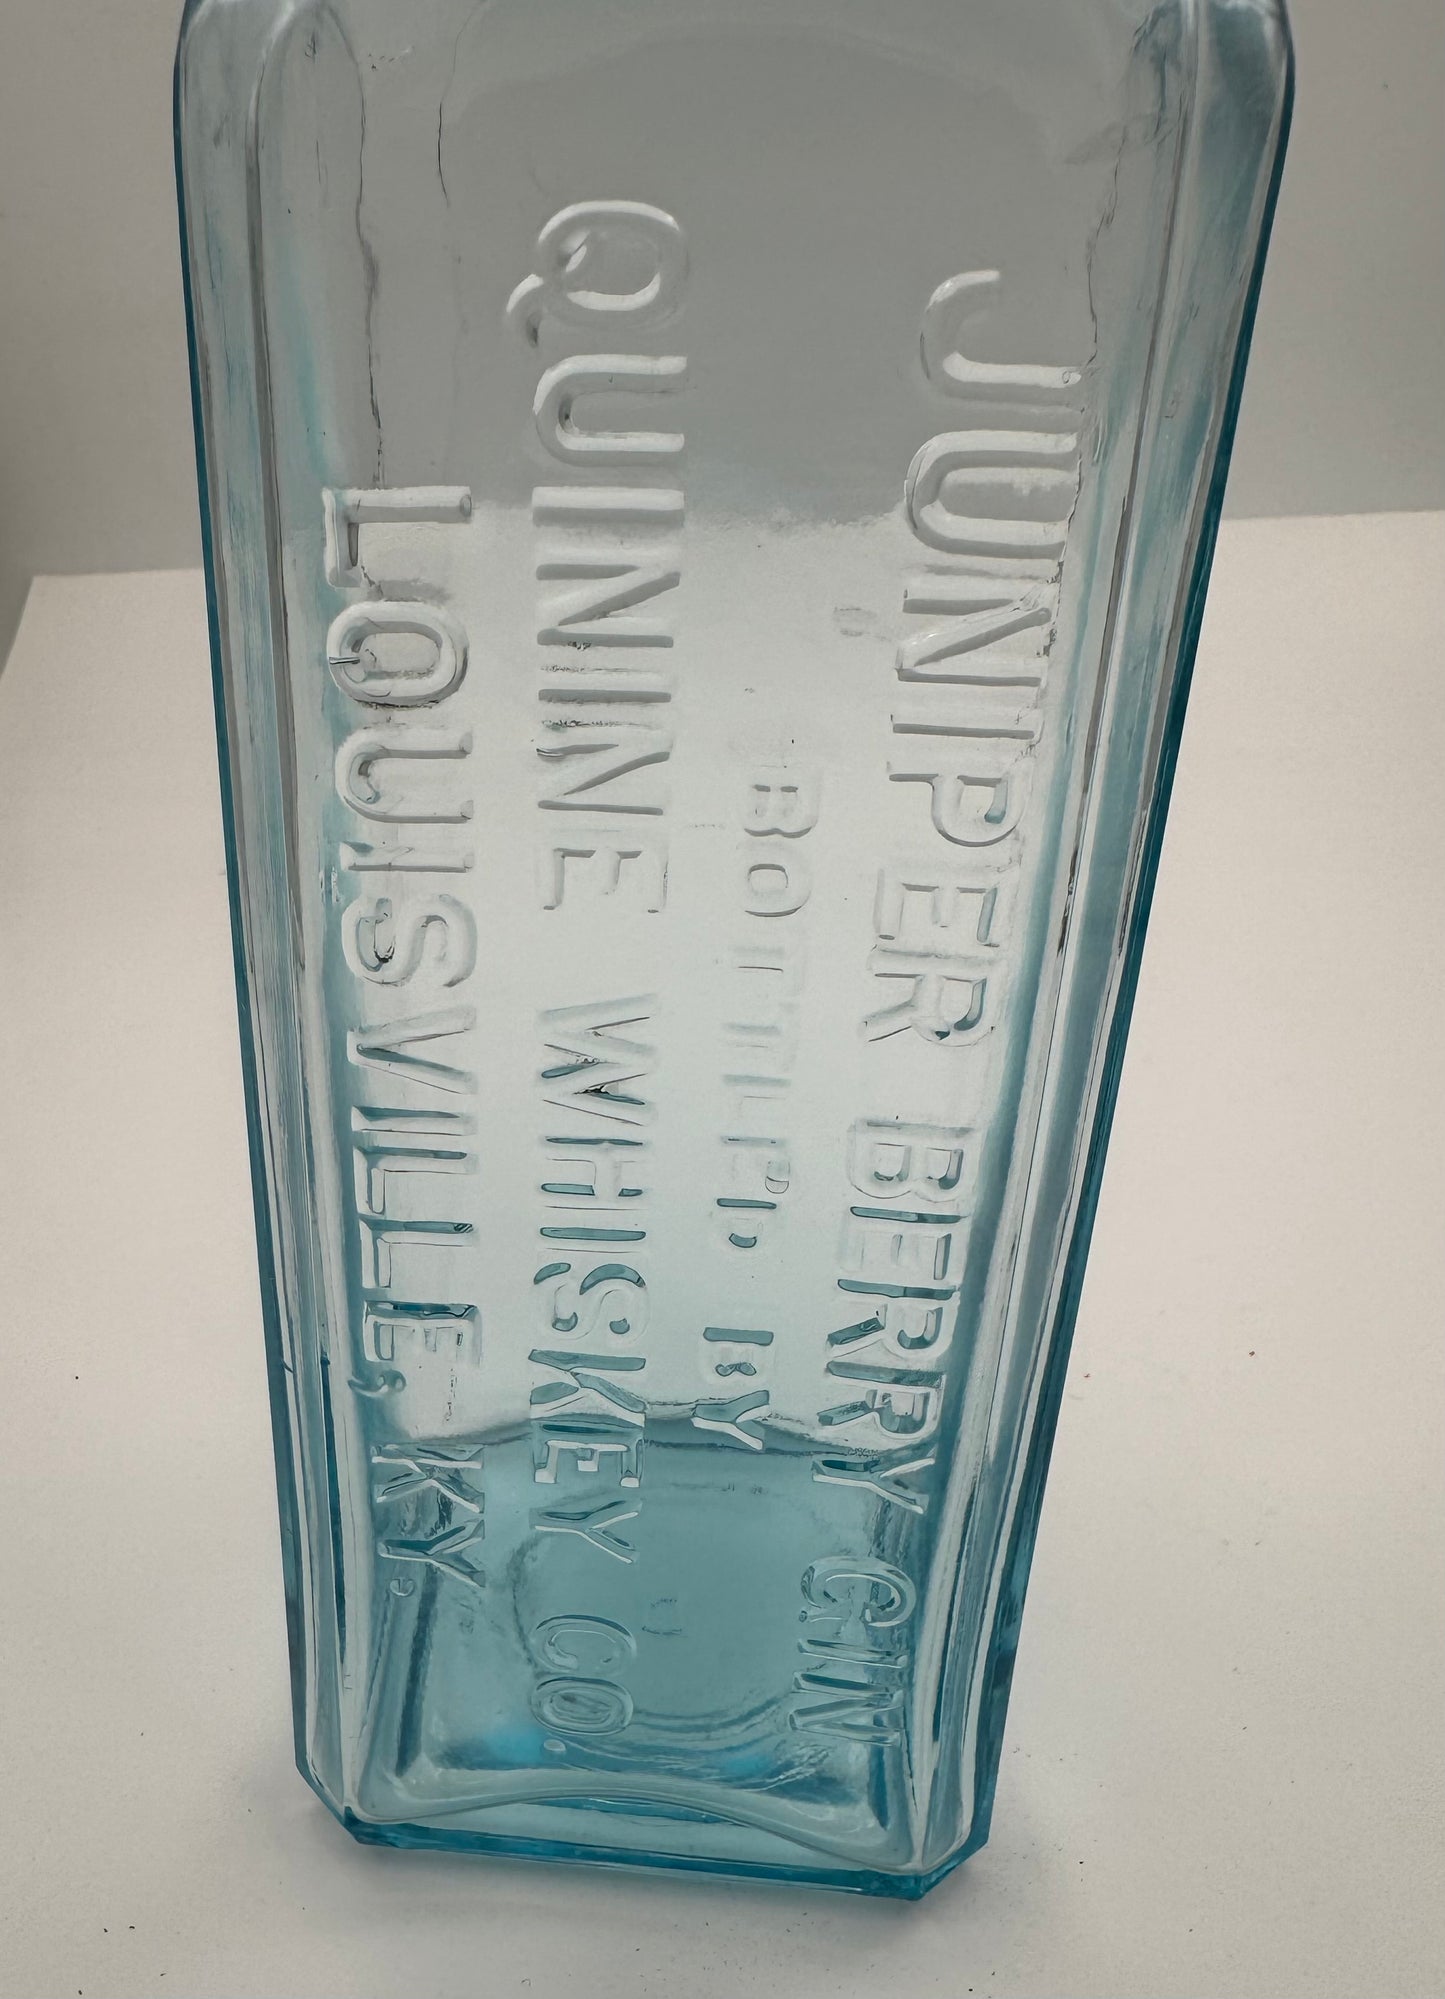 JUNIPER BERRY GIN
BOTTLED BY
QUININE WHISKEY CO.
LOUISVILLE, KY.